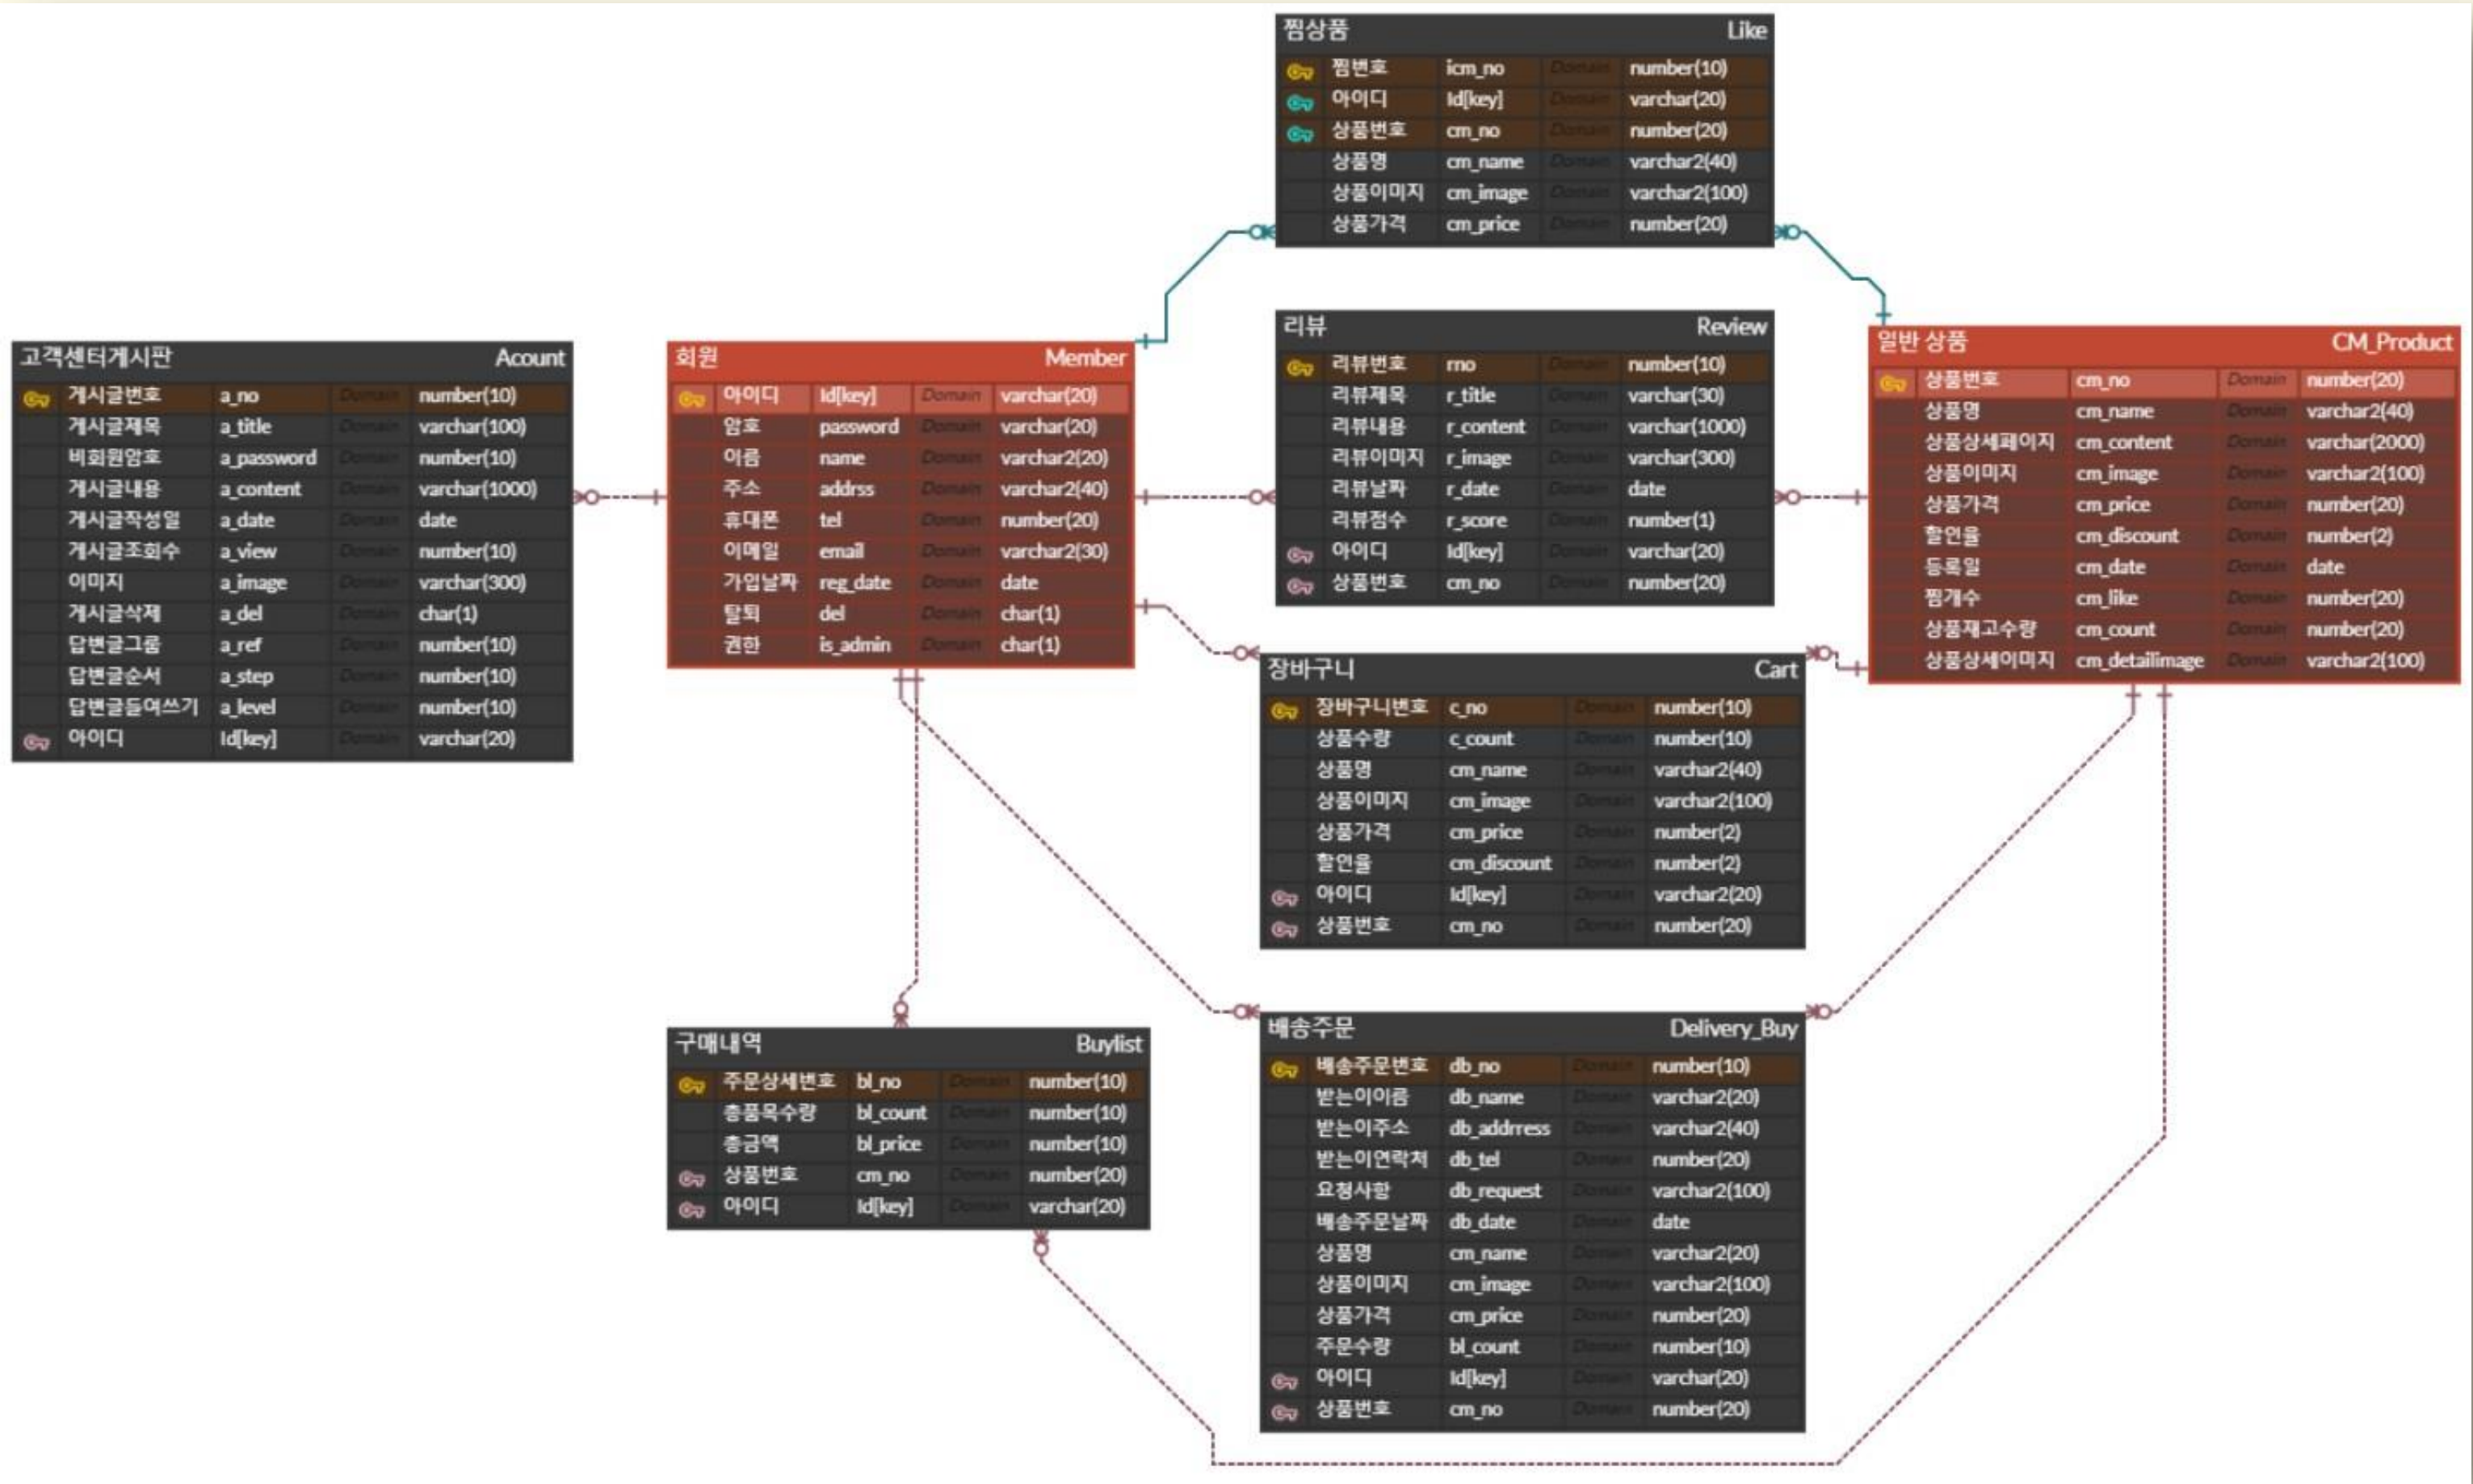 찜상품 Like
찜번호 icm_no Domain number(10)
아이디 Id[key] Domain varchar(20)
상품번호 cm_no Domain number(20)
상품명 cm_name Domain varchar2(40)
상품이미지 cm_image Domain varchar2(100)
상품가격 cm_price Domain number(20)
고객센터게시판 Acount
게시글번호 a_no Domain number(10)
게시글제목 a_title Domain varchar(100)
비회원암호 a_password Domain number(10)
게시글내용 a_content Domain varchar(1000)
게시글작성일 a_date Domain date
게시글조회수 a_view Domain number(10)
이미지 a_image Domain varchar(300)
게시글삭제 a_del Domain char(1)
답변글그룹 a_ref Domain number(10)
답변글순서 a_step Domain number(10)
답변글들여쓰기 a_level Domain number(10)
아이디 Id[key] Domain varchar(20)
회원 Member
아이디 Id[key] Domain varchar(20)
암호 password Domain varchar(20)
이름 name Domain varchar2(20)
주소 addrss Domain varchar2(40)
휴대폰 tel Domain number(20)
이메일 email Domain varchar2(30)
가입날짜 reg_date Domain date
탈퇴 del Domain char(1)
권한 is_admin Domain char(1)
리뷰 Review
리뷰번호 rno Domain number(10)
리뷰제목 r_title Domain varchar(30)
리뷰내용 r_content Domain varchar(1000)
리뷰이미지 r_image Domain varchar(300)
리뷰날짜 r_date Domain date
리뷰점수 r_score Domain number(1)
아이디 Id[key] Domain varchar(20)
상품번호 cm_no Domain number(20)
일반 상품 CM_Product
상품번호 cm_no Domain number(20)
상품명 cm_name Domain varchar2(40)
상품상세페이지 cm_content Domain varchar(2000)
상품이미지 cm_image Domain varchar2(100)
상품가격 cm_price Domain number(20)
할인율 cm_discount Domain number(2)
등록일 cm_date Domain date
찜개수 cm_like Domain number(20)
상품재고수량 cm_count Domain number(20)
상품상세이미지 cm_detailimage Domain varchar2(100)
장바구니 Cart
장바구니번호 c_no Domain number(10)
상품수량 c_count Domain number(10)
상품명 cm_name Domain varchar2(40)
상품이미지 cm_image Domain varchar2(100)
상품가격 cm_price Domain number(2)
할인율 cm_discount Domain number(2)
아이디 Id[key] Domain varchar2(20)
상품번호 cm_no Domain number(20)
구매내역 Buylist
주문상세번호 bl_no Domain number(10)
총품목수량 bl_count Domain number(10)
총금액 bl_price Domain number(10)
상품번호 cm_no Domain number(20)
아이디 Id[key] Domain varchar(20)
배송주문 Delivery_Buy
배송주문번호 db_no Domain number(10)
받는이이름 db_name Domain varchar2(20)
받는이주소 db_addrress Domain varchar2(40)
받는이연락처 db_tel Domain number(20)
요청사항 db_request Domain varchar2(100)
배송주문날짜 db_date Domain date
상품명 cm_name Domain varchar2(20)
상품이미지 cm_image Domain varchar2(100)
상품가격 cm_price Domain number(20)
주문수량 bl_count Domain number(10)
아이디 Id[key] Domain varchar(20)
상품번호 cm_no Domain number(20)